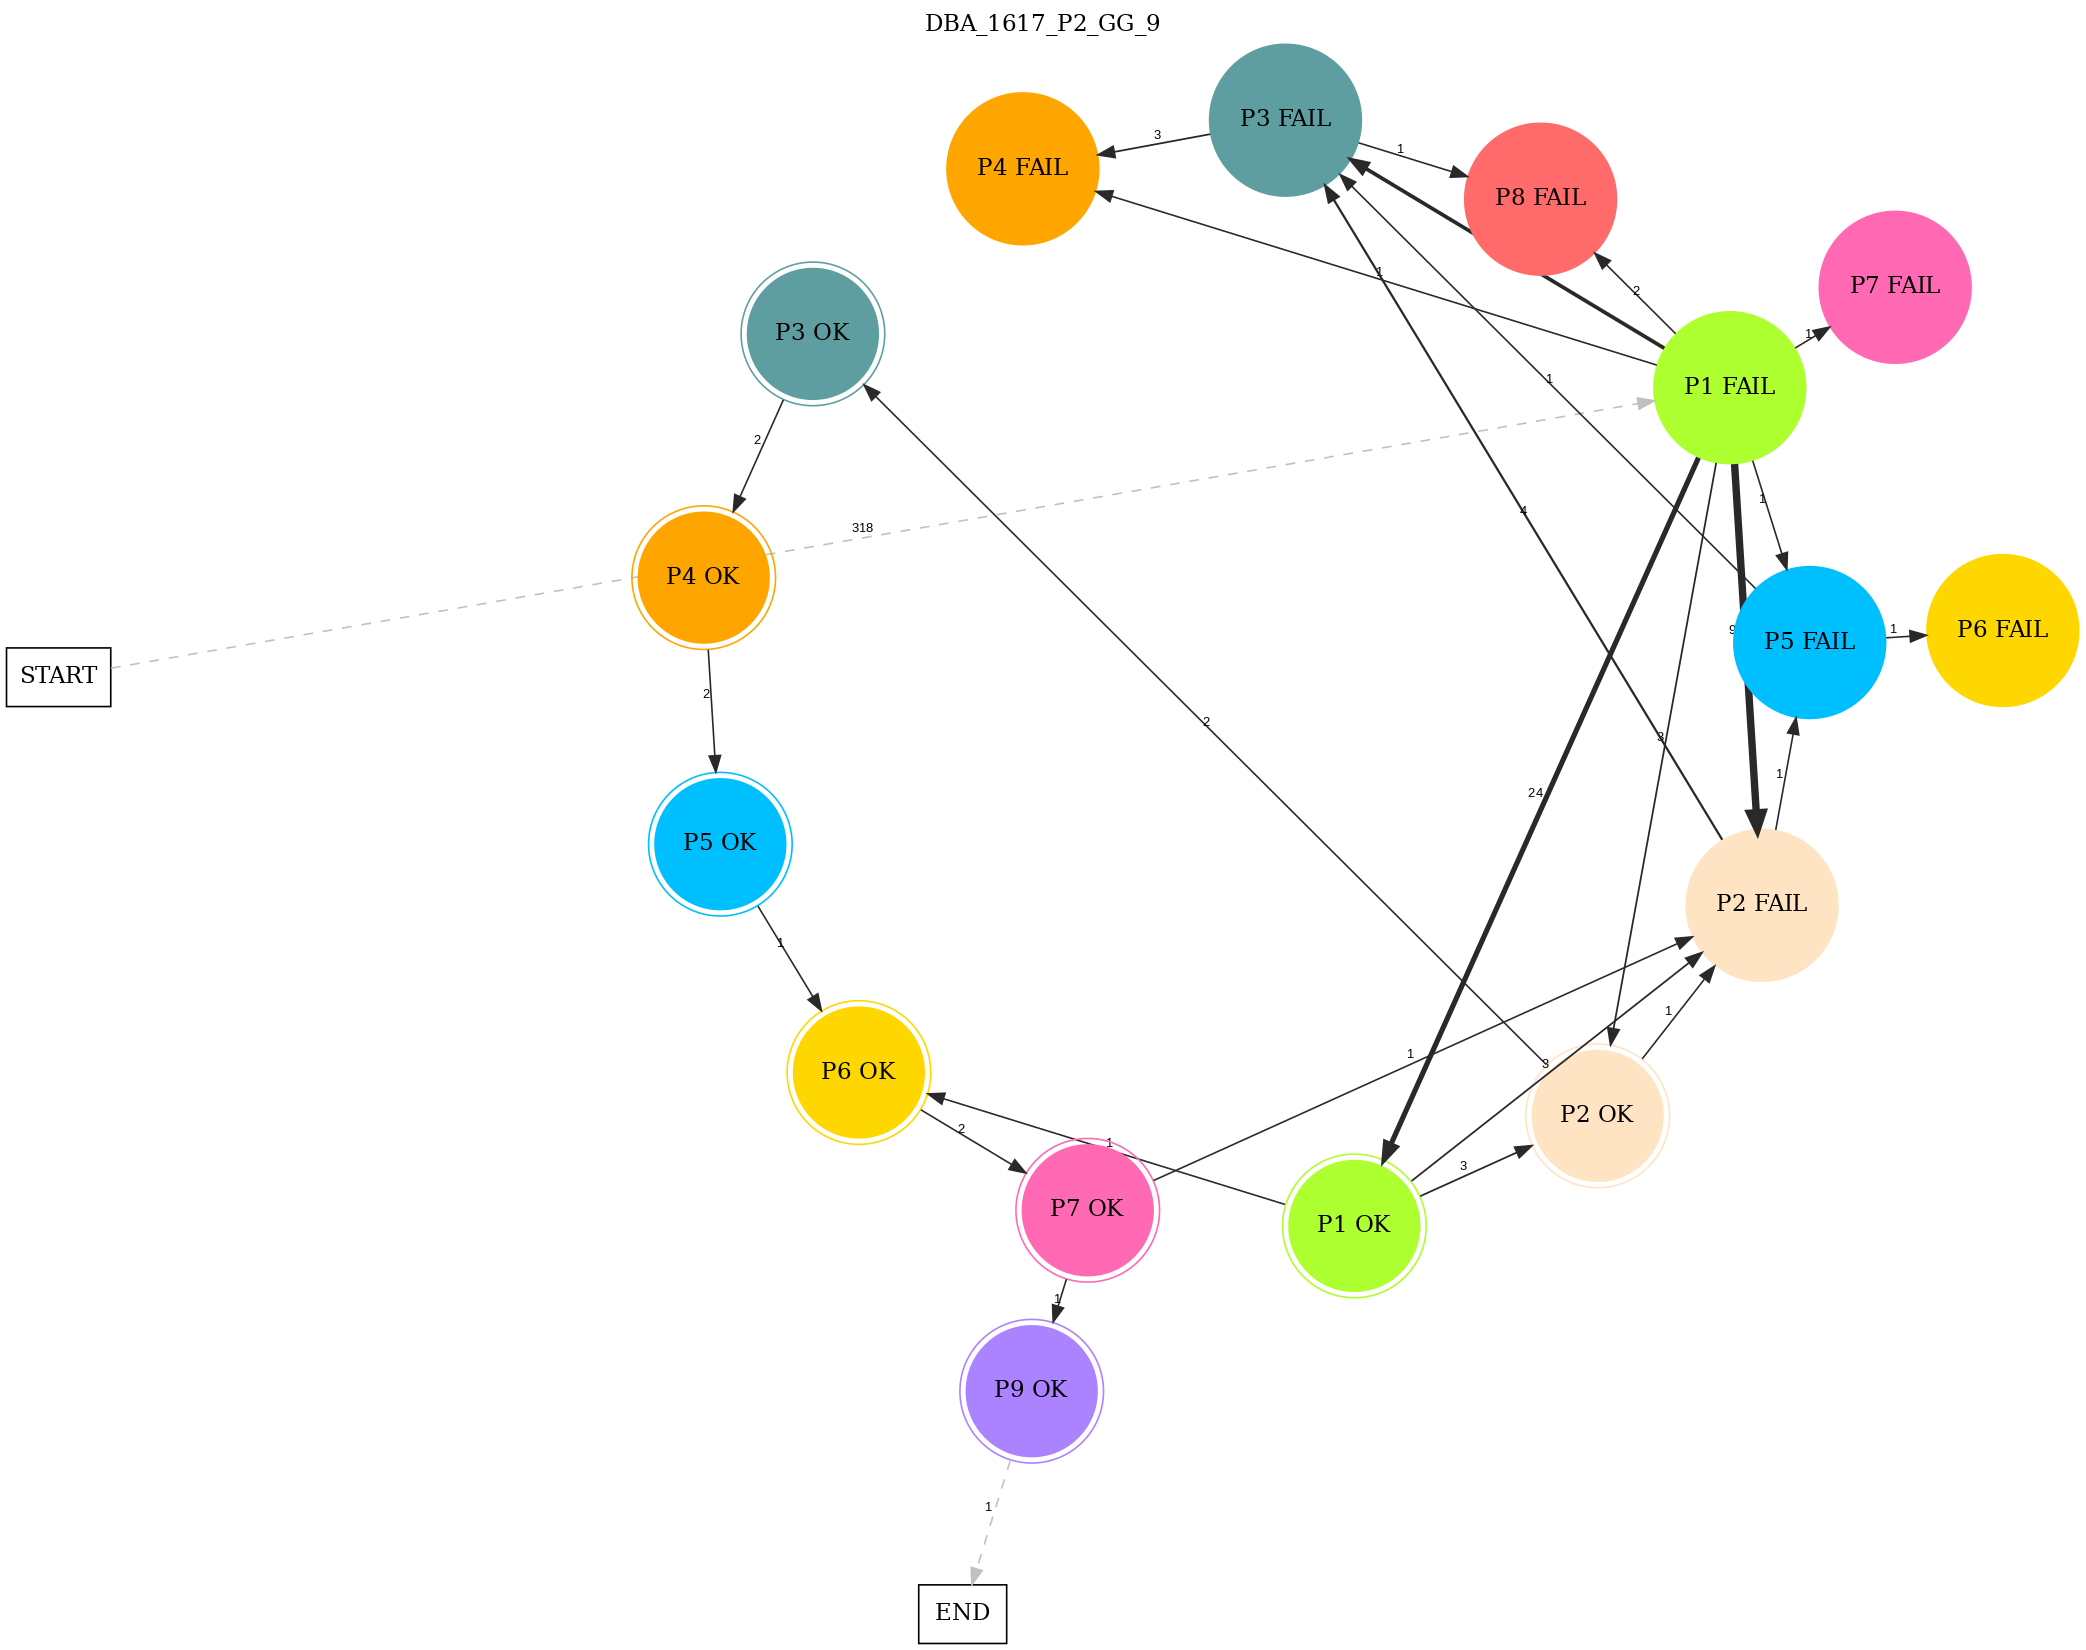 DBA_1617_P2_GG_9
P3 FAIL
P4 FAIL
3
1
P8 FAIL
P7 FAIL
1
2
P3 OK
1
P1 FAIL
1
2
318
4
1
P4 OK
P5 FAIL
1
P6 FAIL
START
2
2
3
1
24
P5 OK
P2 FAIL
1
1
P6 OK
1
3
P2 OK
2
1
3
P7 OK
P1 OK
1
P9 OK
1
END